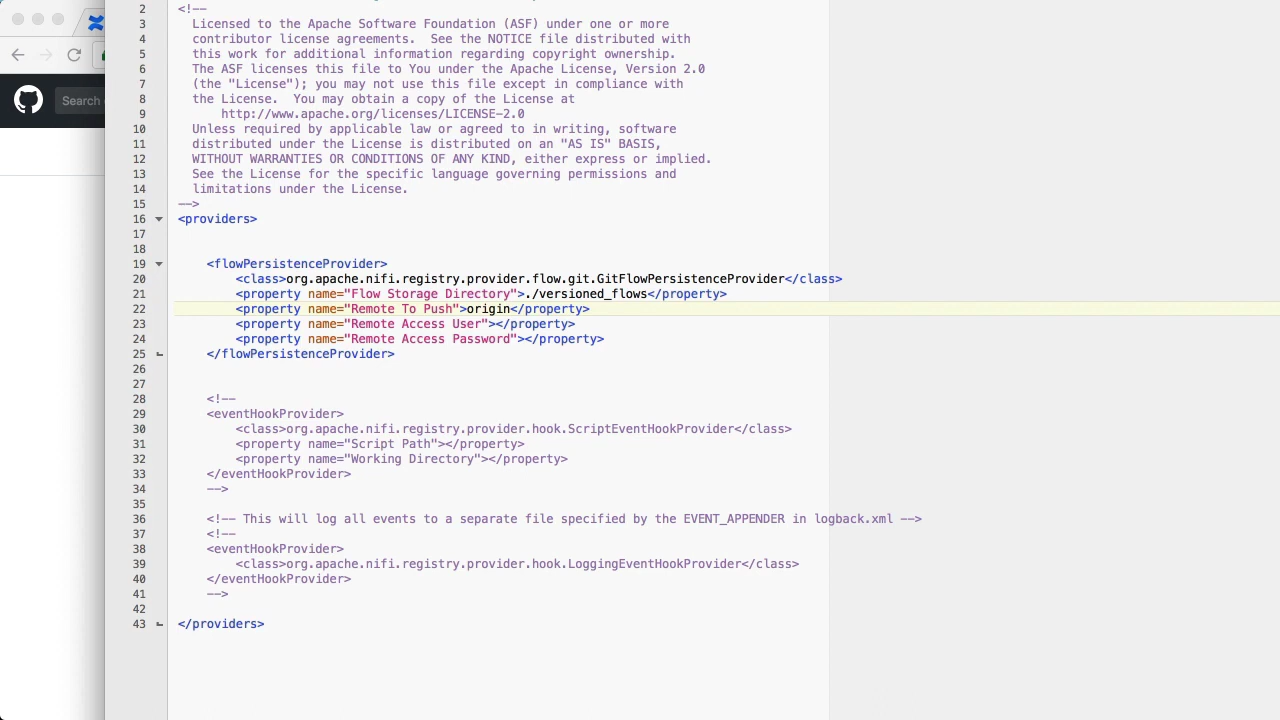 Search
2 <!--
3 Licensed to the Apache Software Foundation (ASF) under one or more
4 contributor license agreements.  See the NOTICE file distributed with
5 this work for additional information regarding copyright ownership.
6 The ASF licenses this file to You under the Apache License, Version 2.0
7 (the "License"); you may not use this file except in compliance with
8 the License.  You may obtain a copy of the License at
9 http://www.apache.org/licenses/LICENSE-2.0
10 Unless required by applicable law or agreed to in writing, software
11 distributed under the License is distributed on an "AS IS" BASIS,
12 WITHOUT WARRANTIES OR CONDITIONS OF ANY KIND, either express or implied.
13 See the License for the specific language governing permissions and
14 limitations under the License.
15 -->
16 <providers>
17
18
19 <flowPersistenceProvider>
20 <class>org.apache.nifi.registry.provider.flow.git.GitFlowPersistenceProvider</class>
21 <property name="Flow Storage Directory">./versioned_flows</property>
22 <property name="Remote To Push">origin</property>
23 <property name="Remote Access User"></property>
24 <property name="Remote Access Password"></property>
25 </flowPersistenceProvider>
26
27
28 <!--
29 <eventHookProvider>
30 <class>org.apache.nifi.registry.provider.hook.ScriptEventHookProvider</class>
31 <property name="Script Path"></property>
32 <property name="Working Directory"></property>
33 </eventHookProvider>
34 -->
35
36 <!-- This will log all events to a separate file specified by the EVENT_APPENDER in logback.xml -->
37 <!--
38 <eventHookProvider>
39 <class>org.apache.nifi.registry.provider.hook.LoggingEventHookProvider</class>
40 </eventHookProvider>
41 -->
42
43 </providers>